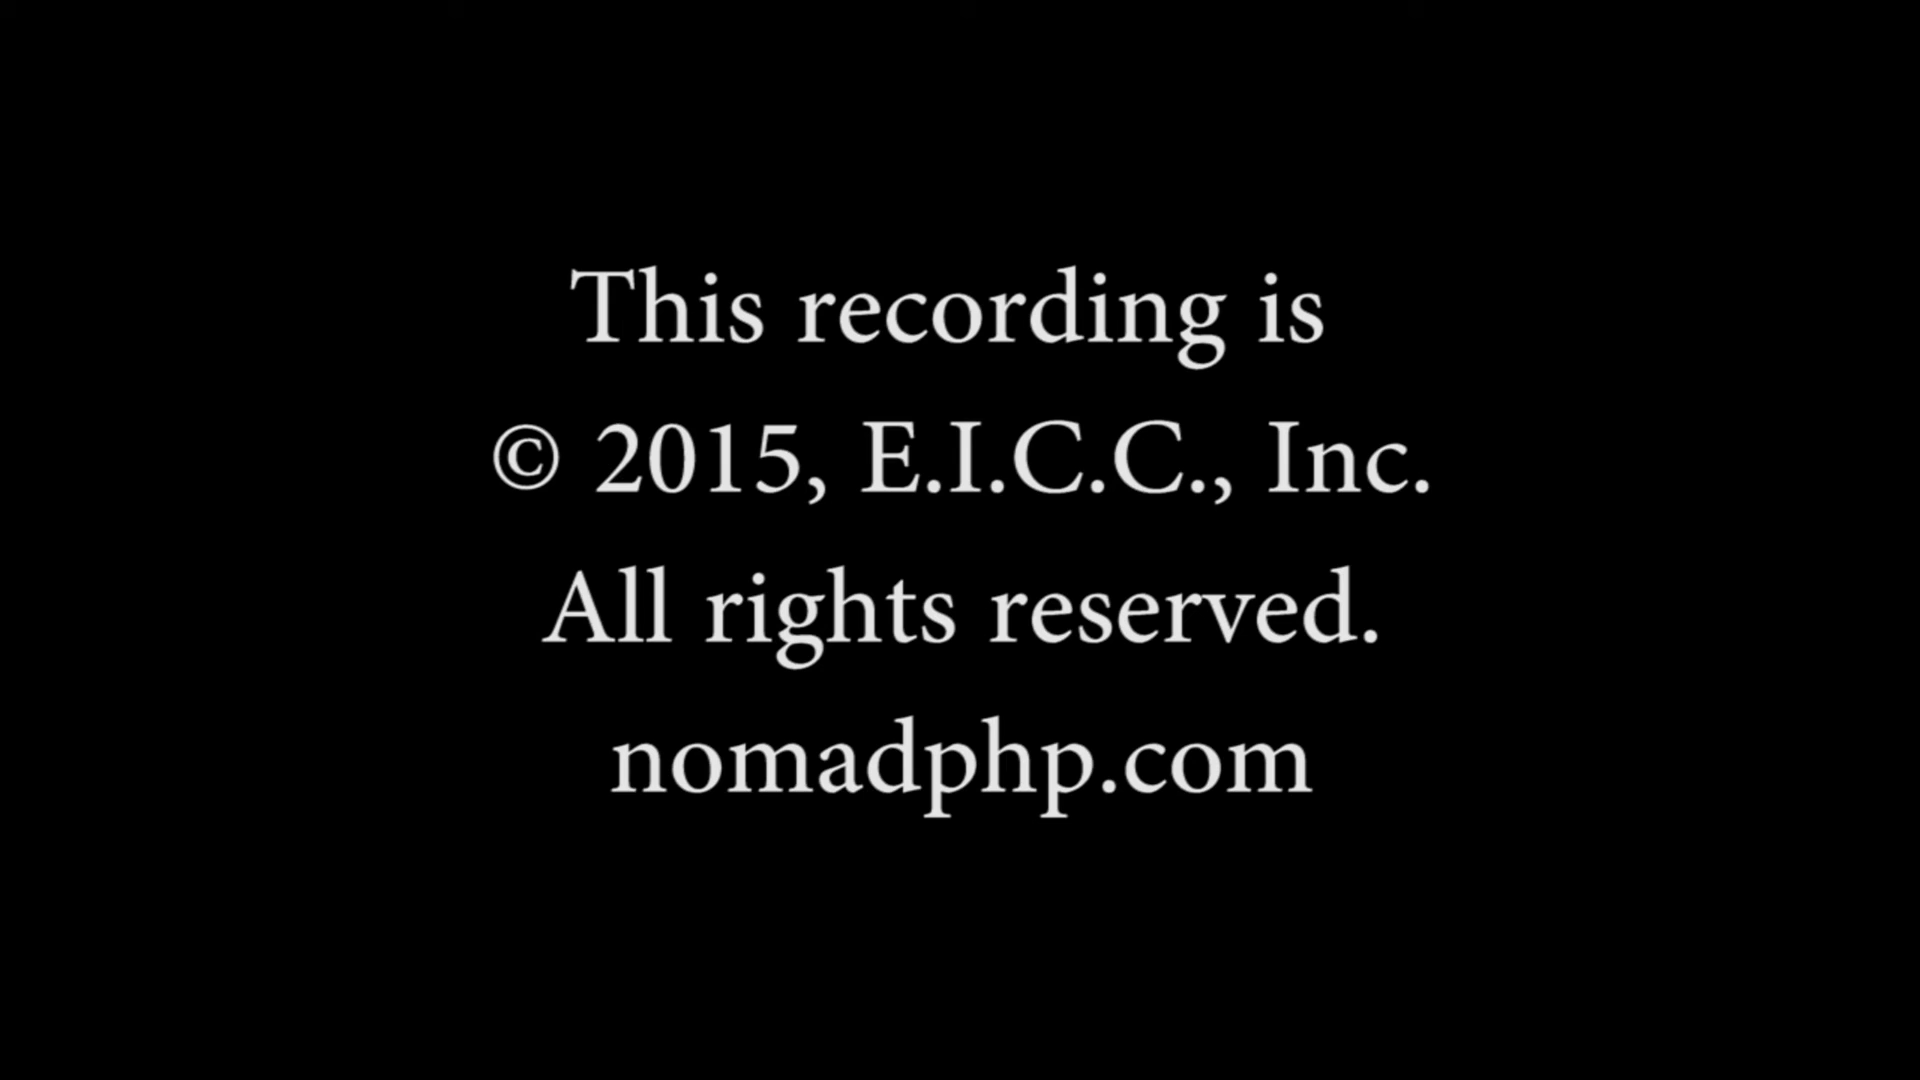 This recording is
© 2015, E.I.C.C., Inc.
All rights reserved.
nomadphp.com